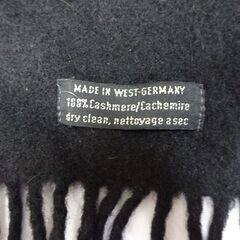 MADE IN WEST-GERMANY
100% Cashmere/Cachemire
dry clean, nettoyage a sec